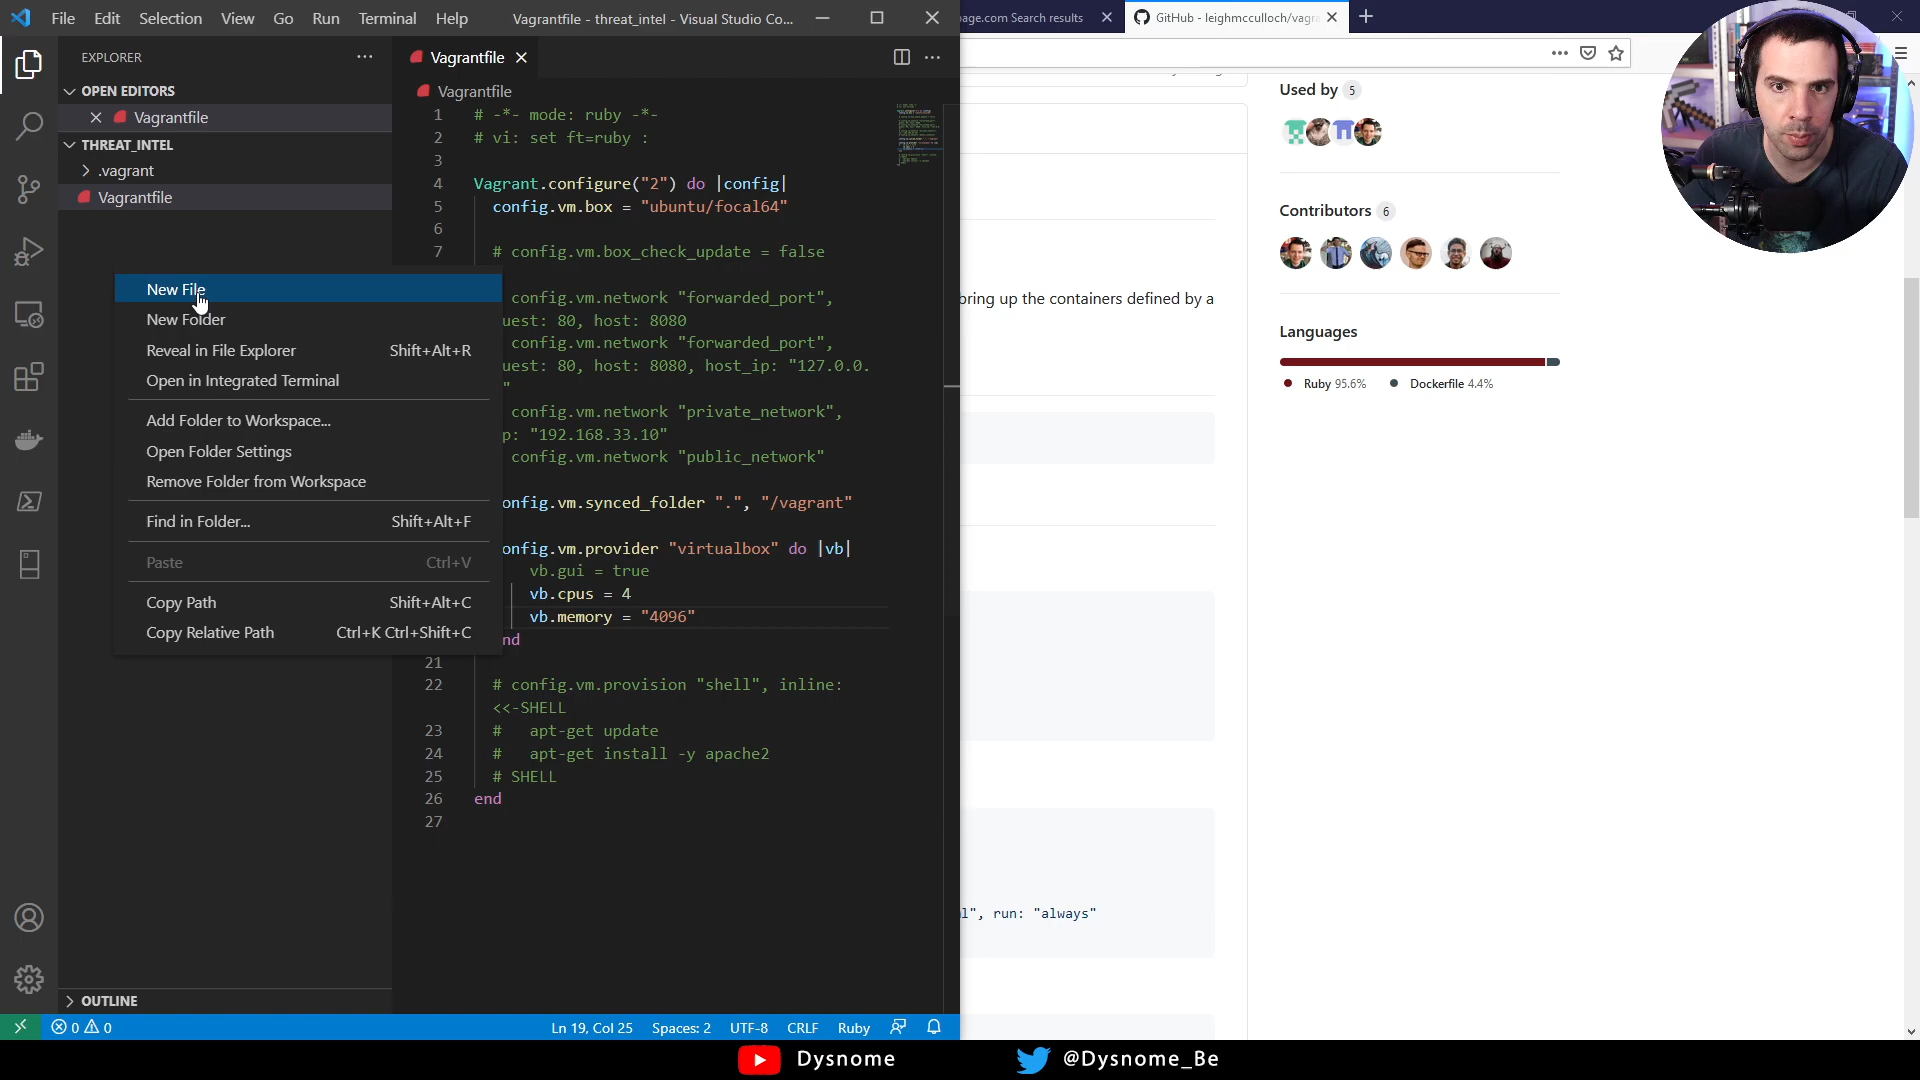 File Edit Selection View Go Run Terminal Help Vagrantfile - threat_intel - Visual Studio Co...
page.com Search results
GitHub - leighmcculloch/vagra
EXPLORER
OPEN EDITORS
Vagrantfile
THREAT_INTEL
.vagrant
Vagrantfile
New File
New Folder
Reveal in File Explorer Shift+Alt+R
Open in Integrated Terminal
Add Folder to Workspace...
Open Folder Settings
Remove Folder from Workspace
Find in Folder... Shift+Alt+F
Paste Ctrl+V
Copy Path Shift+Alt+C
Copy Relative Path Ctrl+K Ctrl+Shift+C
OUTLINE
Vagrantfile
Vagrantfile
1 # -*- mode: ruby -*-
2 # vi: set ft=ruby :
3
4 Vagrant.configure("2") do |config|
5 config.vm.box = "ubuntu/focal64"
6
7 # config.vm.box_check_update = false
config.vm.network "forwarded_port",
uest: 80, host: 8080
config.vm.network "forwarded_port",
uest: 80, host: 8080, host_ip: "127.0.0.
"
config.vm.network "private_network",
p: "192.168.33.10"
config.vm.network "public_network"
onfig.vm.synced_folder ".", "/vagrant"
onfig.vm.provider "virtualbox" do |vb|
vb.gui = true
vb.cpus = 4
vb.memory = "4096"
nd
21
22 # config.vm.provision "shell", inline:
<<-SHELL
23 # apt-get update
24 # apt-get install -y apache2
25 # SHELL
26 end
27
Used by 5
Contributors 6
bring up the containers defined by a
Languages
Ruby 95.6% Dockerfile 4.4%
l", run: "always"
0 0 Ln 19, Col 25 Spaces: 2 UTF-8 CRLF Ruby
Dysnome @Dysnome_Be